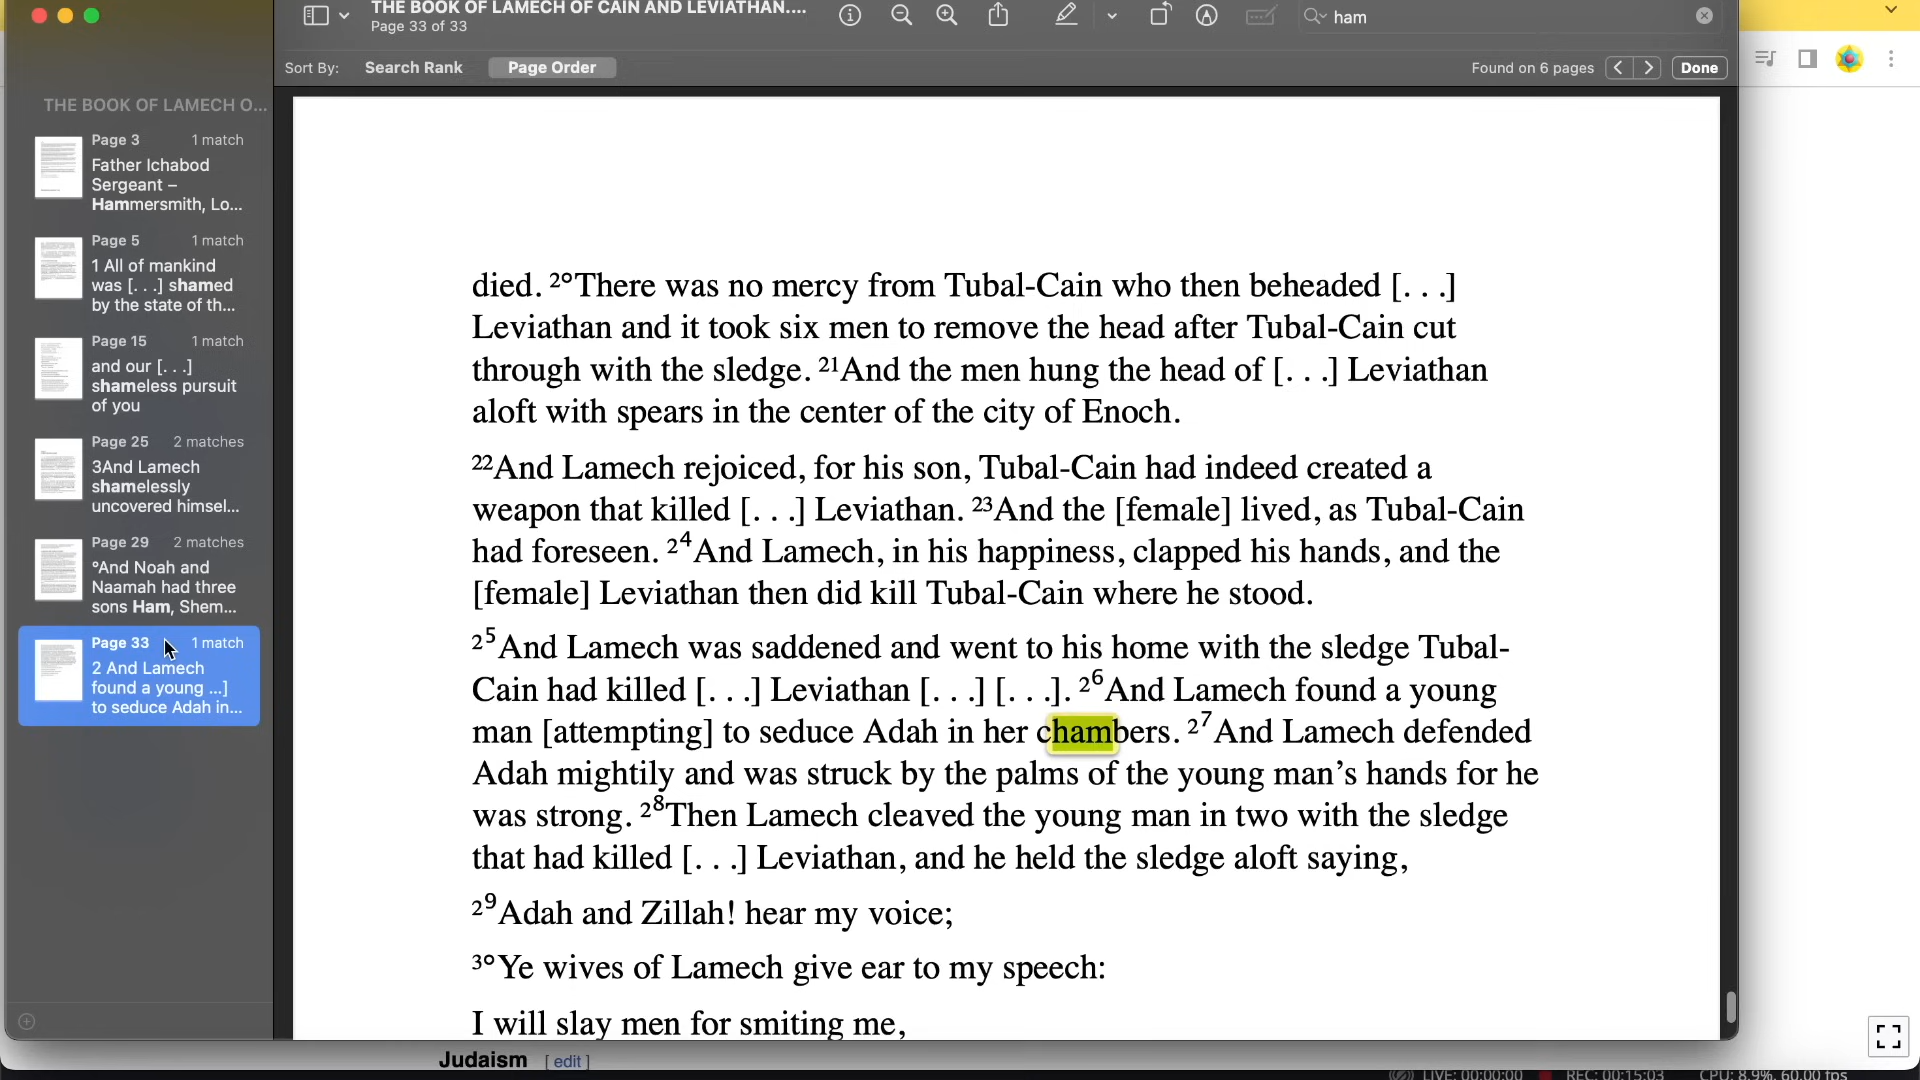 THE BOOK OF LAMECH OF CAIN AND LEVIATHAN....
Page 33 of 33
ham
Sort By:
Search Rank
Page Order
Found on 6 pages
Done
THE BOOK OF LAMECH O...
Page 3 1 match
Father Ichabod
Sergeant –
Hammersmith, Lo...
Page 5 1 match
1 All of mankind
was [. . .] shamed
by the state of th...
Page 15 1 match
and our [. . .]
shameless pursuit
of you
Page 25 2 matches
3And Lamech
shamelessly
uncovered himsel...
Page 29 2 matches
°And Noah and
Naamah had three
sons Ham, Shem...
Page 33 1 match
2 And Lamech
found a young ...]
to seduce Adah in...
died. ²°There was no mercy from Tubal-Cain who then beheaded [. . .]
Leviathan and it took six men to remove the head after Tubal-Cain cut
through with the sledge. ²¹And the men hung the head of [. . .] Leviathan
aloft with spears in the center of the city of Enoch.
²²And Lamech rejoiced, for his son, Tubal-Cain had indeed created a
weapon that killed [. . .] Leviathan. ²³And the [female] lived, as Tubal-Cain
had foreseen. ²⁴And Lamech, in his happiness, clapped his hands, and the
[female] Leviathan then did kill Tubal-Cain where he stood.
²⁵And Lamech was saddened and went to his home with the sledge Tubal-
Cain had killed [. . .] Leviathan [. . .] [. . .]. ²⁶And Lamech found a young
man [attempting] to seduce Adah in her chambers. ²⁷And Lamech defended
Adah mightily and was struck by the palms of the young man’s hands for he
was strong. ²⁸Then Lamech cleaved the young man in two with the sledge
that had killed [. . .] Leviathan, and he held the sledge aloft saying,
²⁹Adah and Zillah! hear my voice;
³°Ye wives of Lamech give ear to my speech:
I will slay men for smiting me,
Judaism [ edit ]
LIVE: 00:00:00 REC: 00:15:03 CPU: 8.9%, 60.00 fps